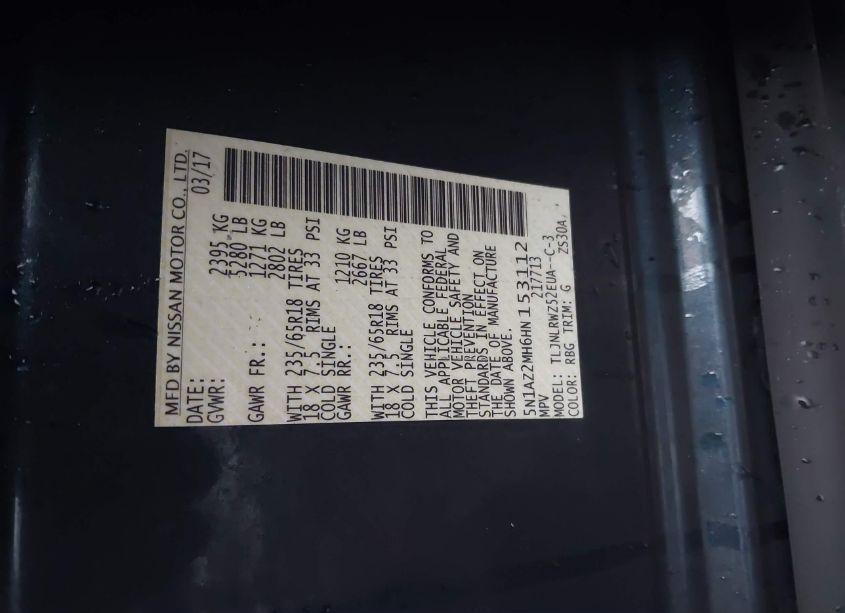 MFD BY NISSAN MOTOR CO., LTD.
DATE: 03/17
GVWR: 2395 KG
5280 LB
GAWR FR.: 1271 KG
2802 LB
WITH 235/65R18 TIRES
18 X 7.5 RIMS AT 33 PSI
COLD SINGLE
GAWR RR.: 1210 KG
2667 LB
WITH 235/65R18 TIRES
18 X 7.5 RIMS AT 33 PSI
COLD SINGLE
THIS VEHICLE CONFORMS TO
ALL APPLICABLE FEDERAL
MOTOR VEHICLE SAFETY AND
THEFT PREVENTION
STANDARDS IN EFFECT ON
THE DATE OF MANUFACTURE
SHOWN ABOVE.
5N1AZ2MH6HN153112
MPV 217713
MODEL: TLJNLRWZ52EUA--C-3
COLOR: RBG TRIM: G ZS30A